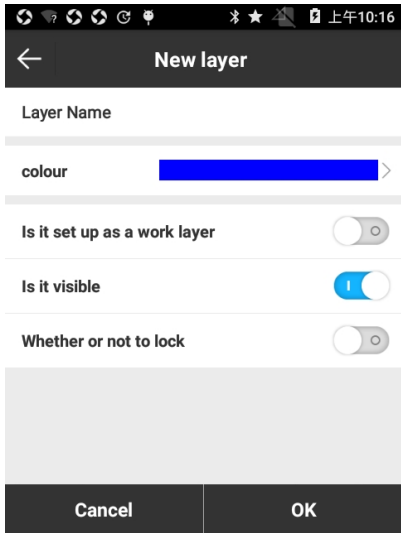 上午10:16
New layer
Layer Name
colour
Is it set up as a work layer
Is it visible
Whether or not to lock
Cancel OK